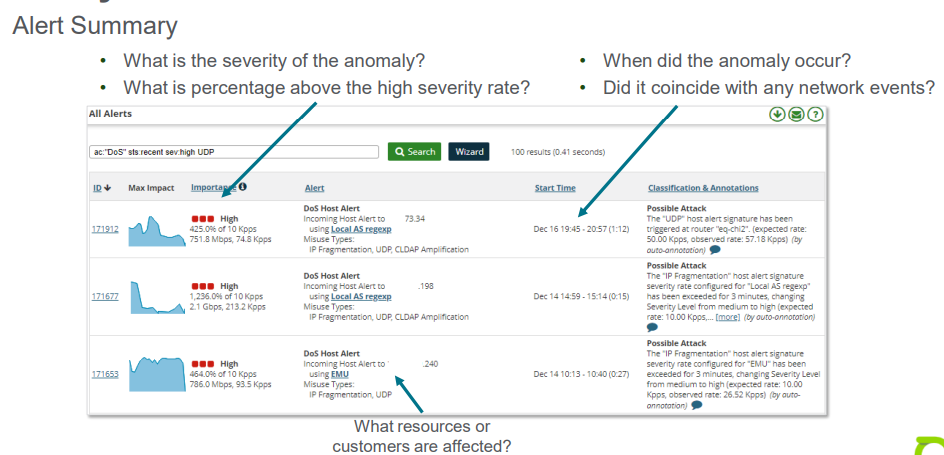 Alert Summary
• What is the severity of the anomaly?
• What is percentage above the high severity rate?
• When did the anomaly occur?
• Did it coincide with any network events?
All Alerts
ac:"DoS" sts:recent sev:high UDP
Search
Wizard
100 results (0.41 seconds)
ID
Max Impact
Importance
Alert
Start Time
Classification & Annotations
171912
High
425.0% of 10 Kpps
751.8 Mbps, 74.8 Kpps
DoS Host Alert
Incoming Host Alert to 73.34
using Local AS regexp
Misuse Types:
IP Fragmentation, UDP, CLDAP Amplification
Dec 16 19:45 - 20:57 (1:12)
Possible Attack
The "UDP" host alert signature has been
triggered at router "eq-chi2". (expected rate:
50.00 Kpps, observed rate: 57.18 Kpps) (by
auto-annotation)
171677
High
1,236.0% of 10 Kpps
2.1 Gbps, 213.2 Kpps
DoS Host Alert
Incoming Host Alert to .198
using Local AS regexp
Misuse Types:
IP Fragmentation, UDP, CLDAP Amplification
Dec 14 14:59 - 15:14 (0:15)
Possible Attack
The "IP Fragmentation" host alert signature
severity rate configured for "Local AS regexp"
has been exceeded for 3 minutes, changing
Severity Level from medium to high (expected
rate: 10.00 Kpps,... [more] (by auto-annotation)
171653
High
464.0% of 10 Kpps
786.0 Mbps, 93.5 Kpps
DoS Host Alert
Incoming Host Alert to .240
using EMU
Misuse Types:
IP Fragmentation, UDP
Dec 14 10:13 - 10:40 (0:27)
Possible Attack
The "IP Fragmentation" host alert signature
severity rate configured for "EMU" has been
exceeded for 3 minutes, changing Severity Level
from medium to high (expected rate: 10.00
Kpps, observed rate: 26.52 Kpps) (by auto-
annotation)
What resources or
customers are affected?